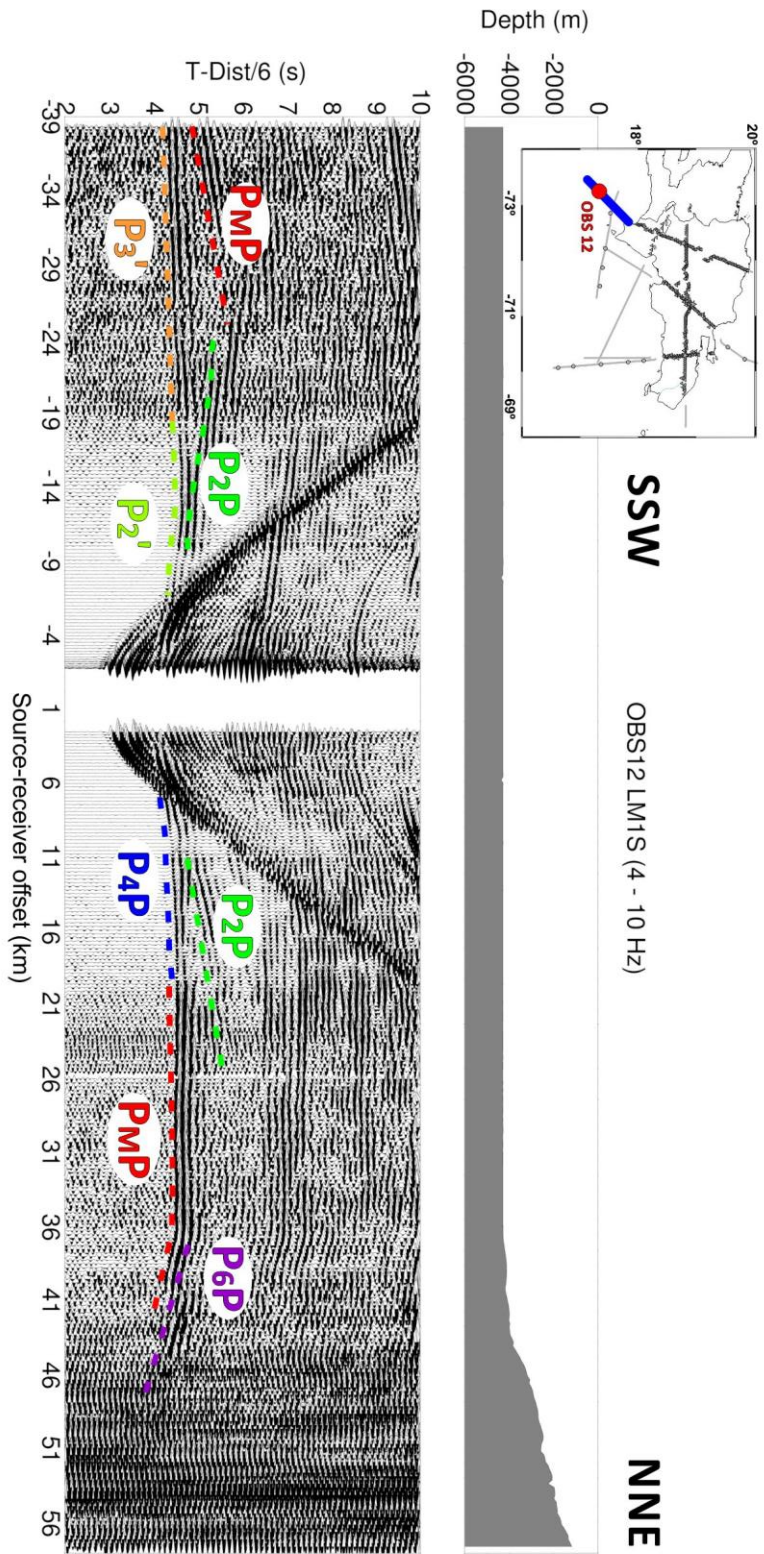 SSW
NNE
OBS12 LM1S (4 - 10 Hz)
20°
18°
-73°
-71°
-69°
OBS 12
Depth (m)
0
-2000
-4000
-6000
T-Dist/6 (s)
10
9
8
7
6
5
4
3
2
PMP
P2P
P3'
P2'
P2P
P6P
P4P
PMP
-39 -34 -29 -24 -19 -14 -9 -4 1 6 11 16 21 26 31 36 41 46 51 56
Source-receiver offset (km)